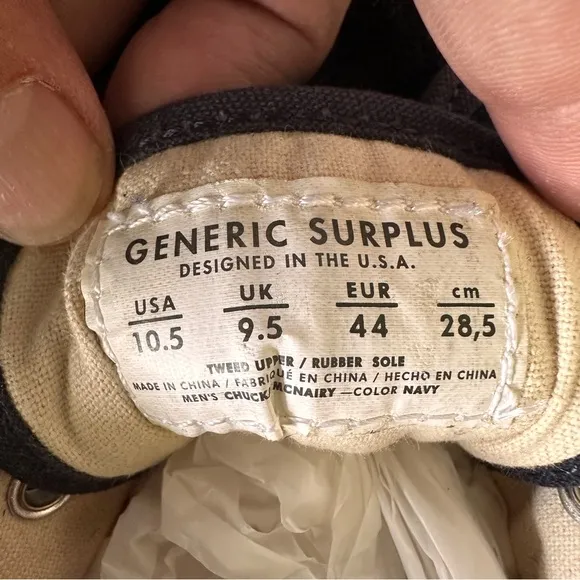 GENERIC SURPLUS
DESIGNED IN THE U.S.A.
USA UK EUR cm
10.5 9.5 44 28,5
TWEED UPPER / RUBBER SOLE
MADE IN CHINA / FABRIQUÉ EN CHINA / HECHO EN CHINA
MEN'S CHUCKA MCNAIRY —COLOR NAVY